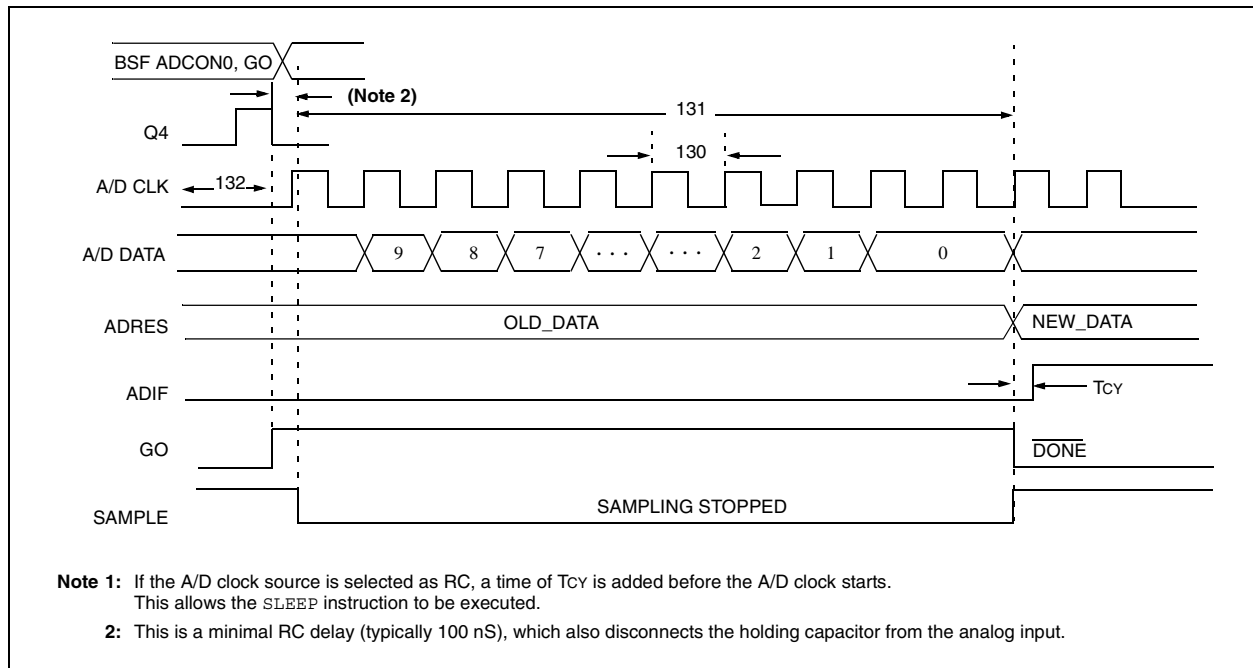 BSF ADCON0, GO
(Note 2)
131
Q4
130
A/D CLK
132
A/D DATA
9 8 7 · · · · · · 2 1 0
ADRES
OLD_DATA
NEW_DATA
ADIF
TCY
GO
DONE
SAMPLE
SAMPLING STOPPED
Note 1: If the A/D clock source is selected as RC, a time of TCY is added before the A/D clock starts.
This allows the SLEEP instruction to be executed.
2: This is a minimal RC delay (typically 100 nS), which also disconnects the holding capacitor from the analog input.